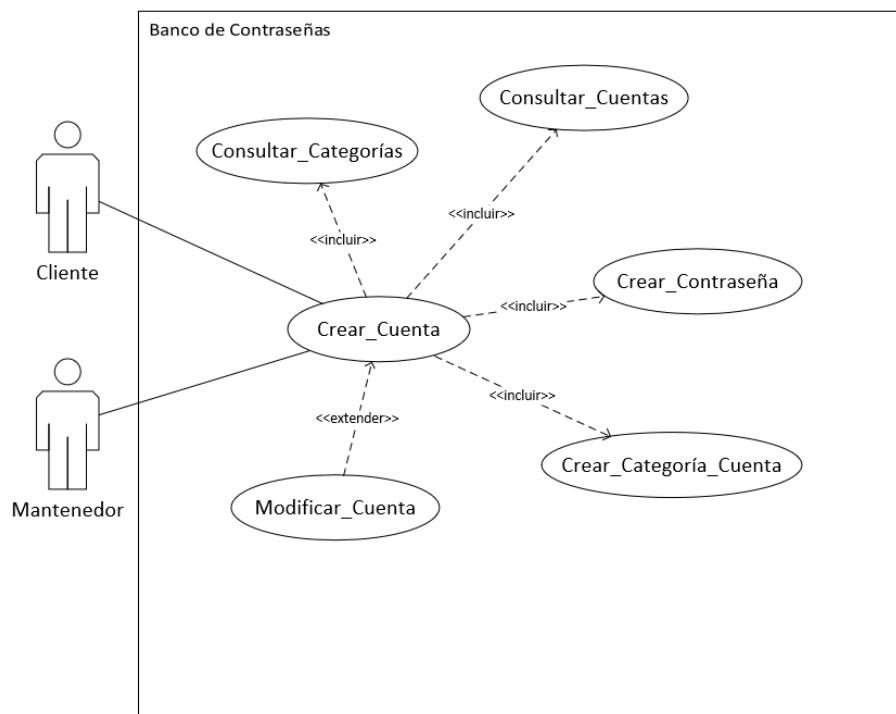 Banco de Contraseñas
Consultar_Cuentas
Consultar_Categorías
<<incluir>>
<<incluir>>
Cliente
Crear_Contraseña
<<incluir>>
Crear_Cuenta
<<incluir>>
<<extender>>
Crear_Categoría_Cuenta
Modificar_Cuenta
Mantenedor